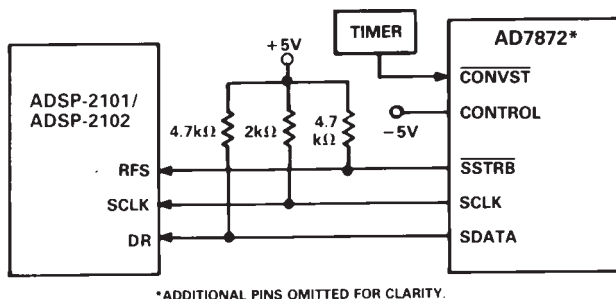 TIMER
AD7872*
+5V
CONVST
ADSP-2101/
ADSP-2102
4.7kΩ
2kΩ
4.7
kΩ
CONTROL
−5V
RFS
SSTRB
SCLK
SCLK
DR
SDATA
*ADDITIONAL PINS OMITTED FOR CLARITY.